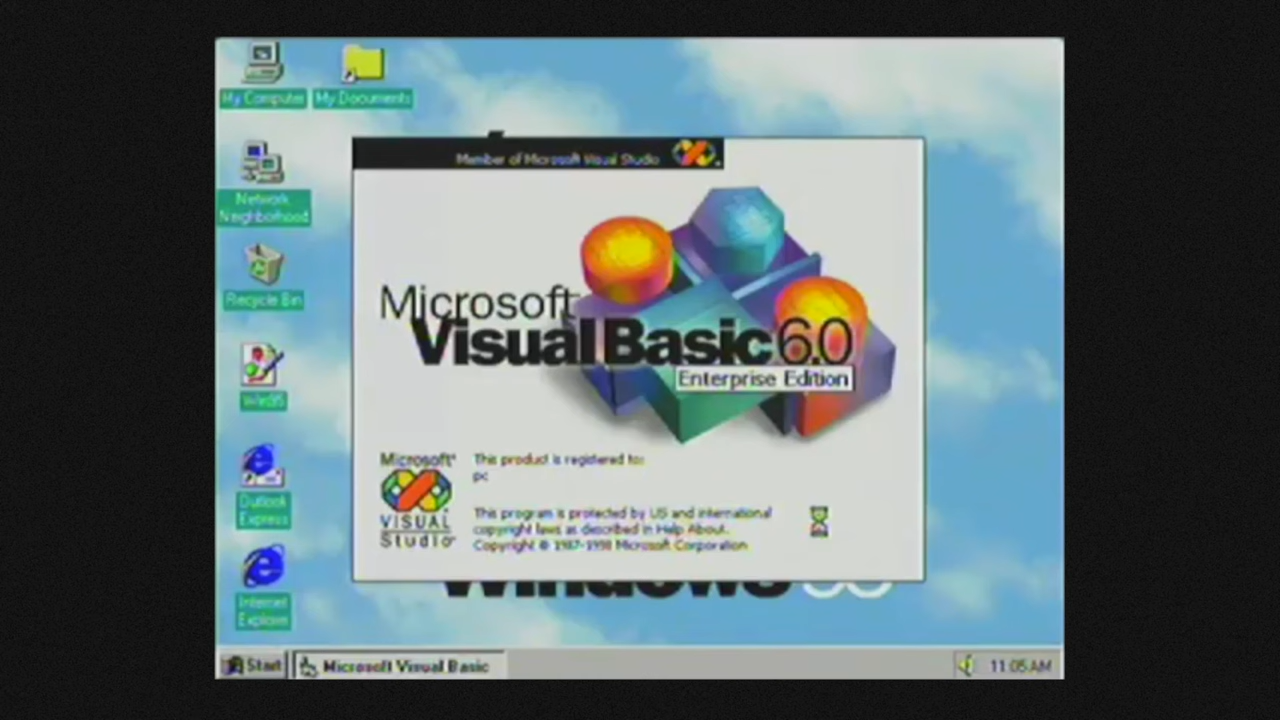 My Computer
My Documents
Network
Neighborhood
Recycle Bin
Win95
Outlook
Express
Internet
Explorer
Member of Microsoft Visual Studio
Microsoft
Visual Basic 6.0
Enterprise Edition
Microsoft
VISUAL
Studio
This product is registered to:
pc
This program is protected by US and international
copyright laws as described in Help About.
Copyright © 1987-1998 Microsoft Corporation
Windows
Start
Microsoft Visual Basic
11:05 AM